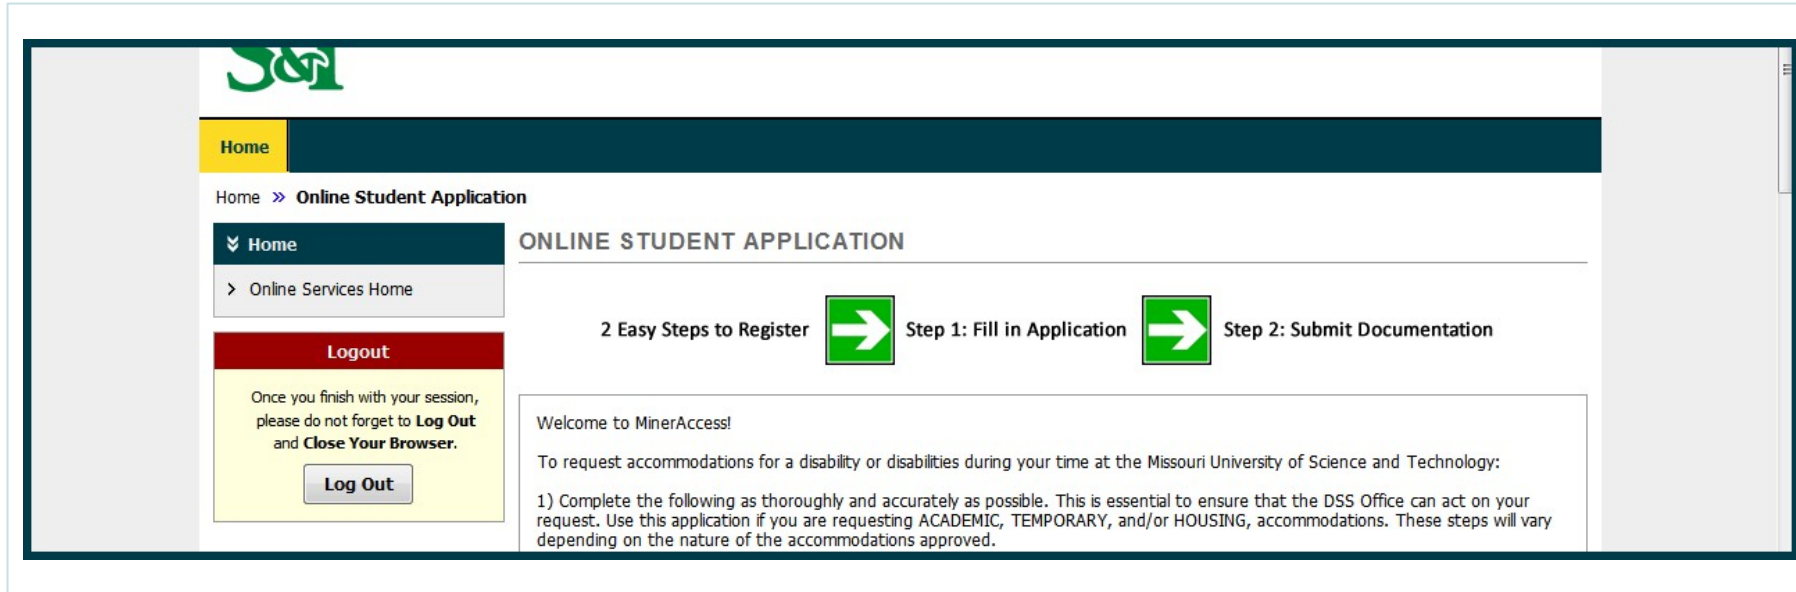 S&T
Home
Home » Online Student Application
Home
Online Services Home
Logout
Once you finish with your session,
please do not forget to Log Out
and Close Your Browser.
Log Out
ONLINE STUDENT APPLICATION
2 Easy Steps to Register Step 1: Fill in Application Step 2: Submit Documentation
Welcome to MinerAccess!
To request accommodations for a disability or disabilities during your time at the Missouri University of Science and Technology:
1) Complete the following as thoroughly and accurately as possible. This is essential to ensure that the DSS Office can act on your
request. Use this application if you are requesting ACADEMIC, TEMPORARY, and/or HOUSING, accommodations. These steps will vary
depending on the nature of the accommodations approved.